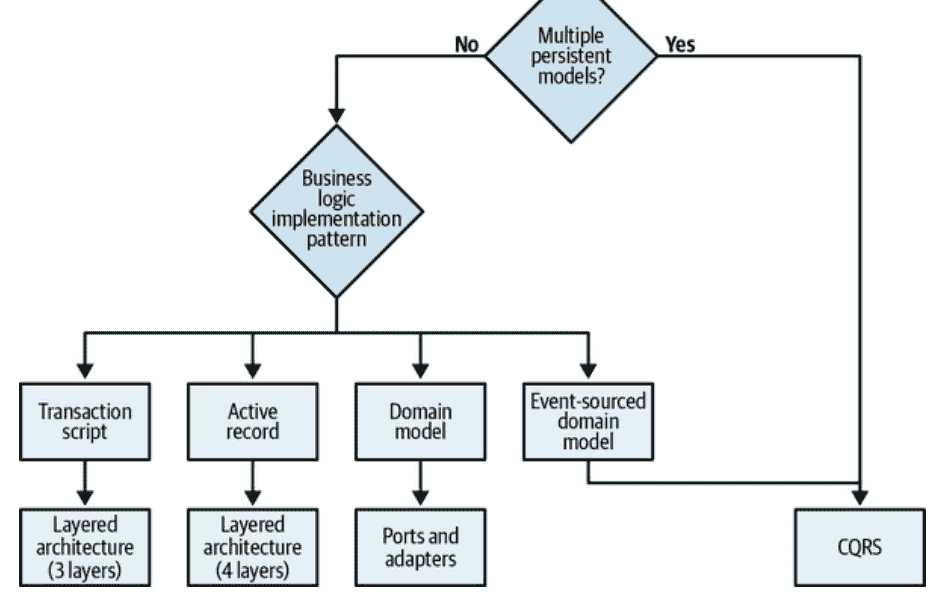 Multiple
persistent
models?
No
Yes
Business
logic
implementation
pattern
Transaction
script
Active
record
Domain
model
Event-sourced
domain
model
Layered
architecture
(3 layers)
Layered
architecture
(4 layers)
Ports and
adapters
CQRS